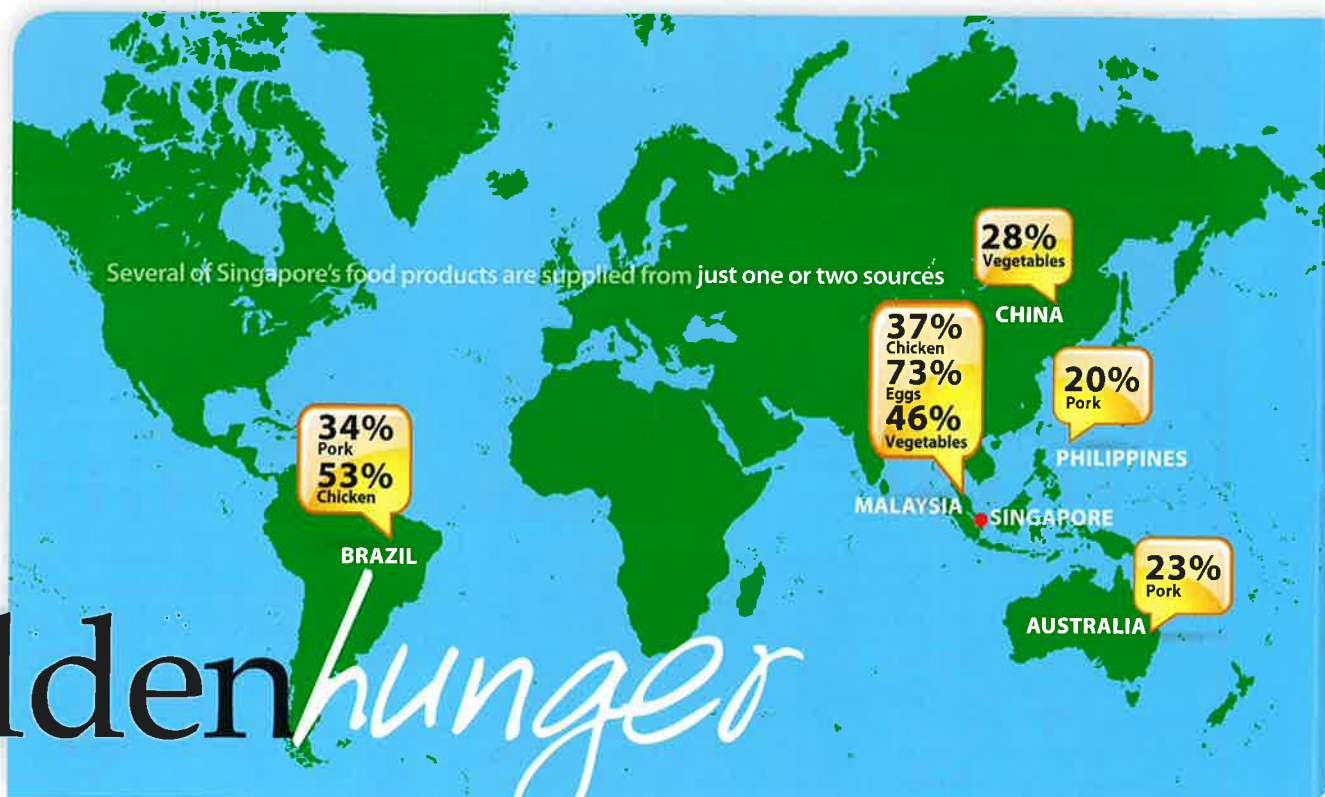 Several of Singapore's food products are supplied from just one or two sources
28%
Vegetables
CHINA
37%
Chicken
73%
Eggs
46%
Vegetables
MALAYSIA
SINGAPORE
20%
Pork
PHILIPPINES
34%
Pork
53%
Chicken
BRAZIL
23%
Pork
AUSTRALIA
lden hunger